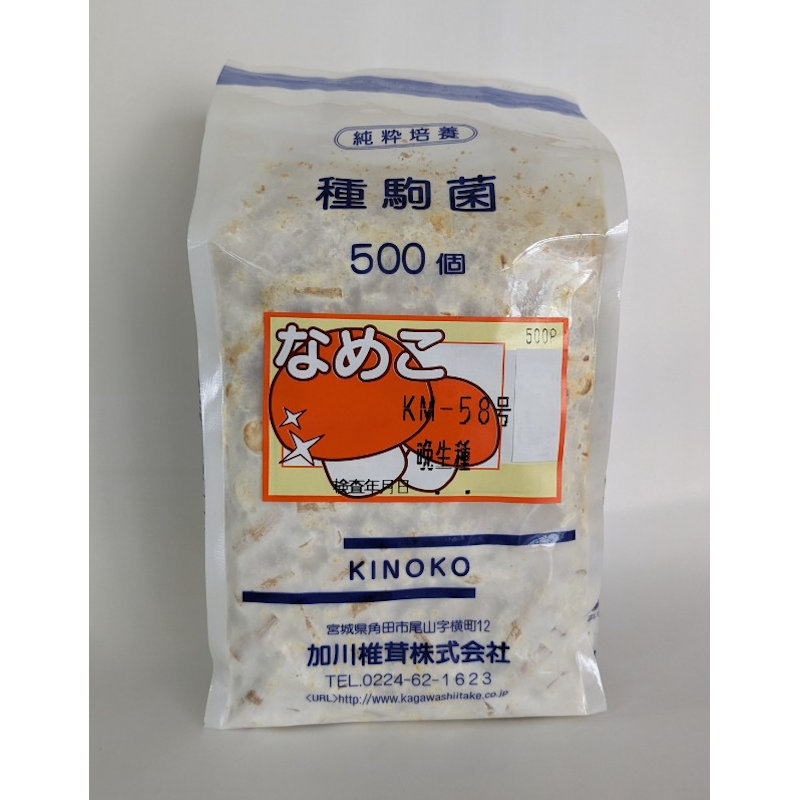 純粋培養
種駒菌
500個
なめこ
500P
KM-58号
晩生種
検査年月日 . .
KINOKO
宮城県角田市尾山字横町12
加川椎茸株式会社
TEL.0224-62-1623
〈URL〉http://www.kagawashiitake.co.jp